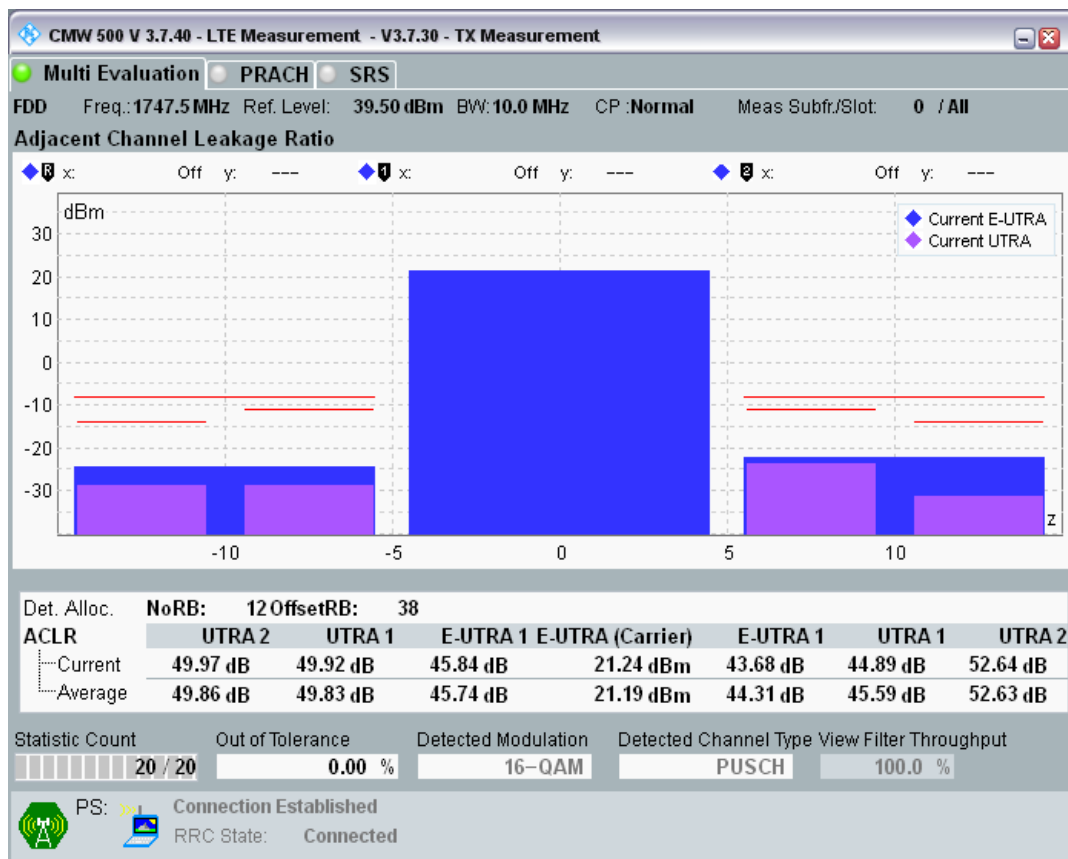 CMW 500 V 3.7.40 - LTE Measurement - V3.7.30 - TX Measurement
Multi Evaluation PRACH SRS
FDD Freq.:1747.5 MHz Ref. Level: 39.50 dBm BW:10.0 MHz CP :Normal Meas Subfr./Slot: 0 / All
Adjacent Channel Leakage Ratio
R x: Off y: --- 1 x: Off y: --- 2 x: Off y: ---
dBm
Current E-UTRA
Current UTRA
30
20
10
0
-10
-20
-30
z
-10 -5 0 5 10
Det. Alloc. NoRB: 12 OffsetRB: 38
ACLR UTRA 2 UTRA 1 E-UTRA 1 E-UTRA (Carrier) E-UTRA 1 UTRA 1 UTRA 2
Current 49.97 dB 49.92 dB 45.84 dB 21.24 dBm 43.68 dB 44.89 dB 52.64 dB
Average 49.86 dB 49.83 dB 45.74 dB 21.19 dBm 44.31 dB 45.59 dB 52.63 dB
Statistic Count Out of Tolerance Detected Modulation Detected Channel Type View Filter Throughput
20 / 20 0.00 % 16-QAM PUSCH 100.0 %
PS: Connection Established
RRC State: Connected